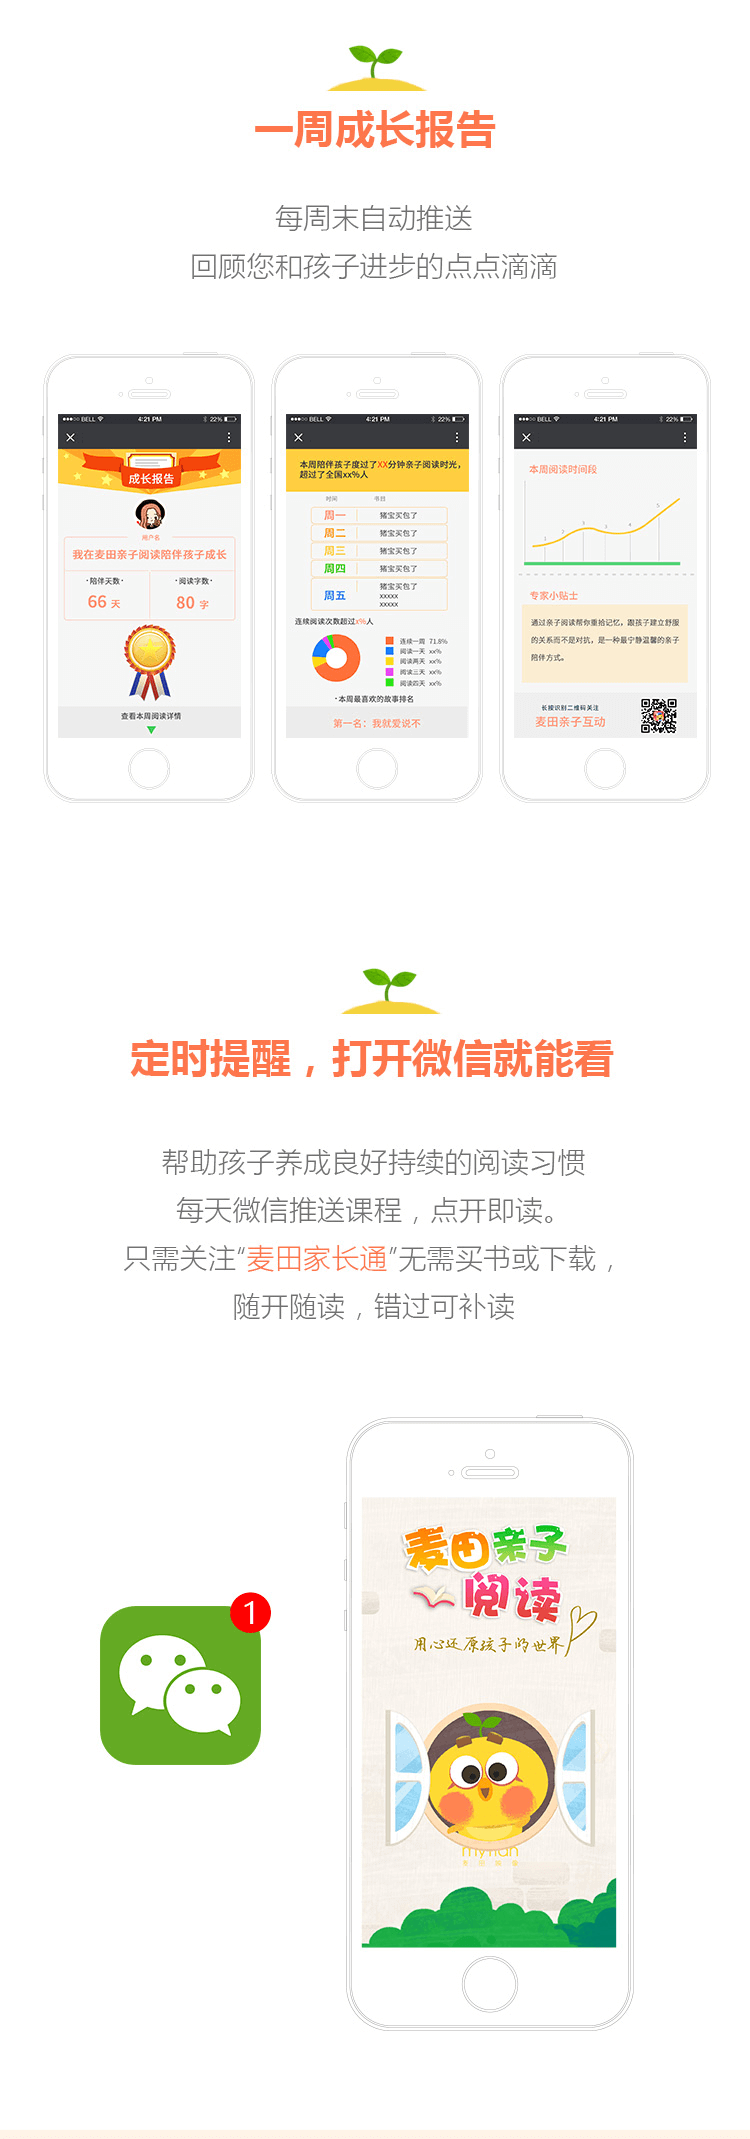 一周成长报告
每周末自动推送
回顾您和孩子进步的点点滴滴
BELL 4:21 PM 22%
成长报告
用户名
我在麦田亲子阅读陪伴孩子成长
·陪伴天数· ·阅读字数·
66 天 80 字
查看本周阅读详情
BELL 4:21 PM 22%
本周陪伴孩子度过了XX分钟亲子阅读时光，
超过了全国xx%人
时间 书目
周一 猪宝买包了
周二 猪宝买包了
周三 猪宝买包了
周四 猪宝买包了
周五 猪宝买包了
xxxxx
xxxxx
连续阅读次数超过x%人
连续一周 71.8%
阅读一天 xx%
阅读两天 xx%
阅读三天 xx%
阅读四天 xx%
·本周最喜欢的故事排名
第一名：我就爱说不
BELL 4:21 PM 22%
本周阅读时间段
1 2 3 4 5
专家小贴士
通过亲子阅读帮你重拾记忆，跟孩子建立舒服
的关系而不是对抗，是一种最宁静温馨的亲子
陪伴方式。
长按识别二维码关注
麦田亲子互动
定时提醒，打开微信就能看
帮助孩子养成良好持续的阅读习惯
每天微信推送课程，点开即读。
只需关注“麦田家长通”无需买书或下载，
随开随读，错过可补读
1
麦田亲子
阅读
用心还原孩子的世界